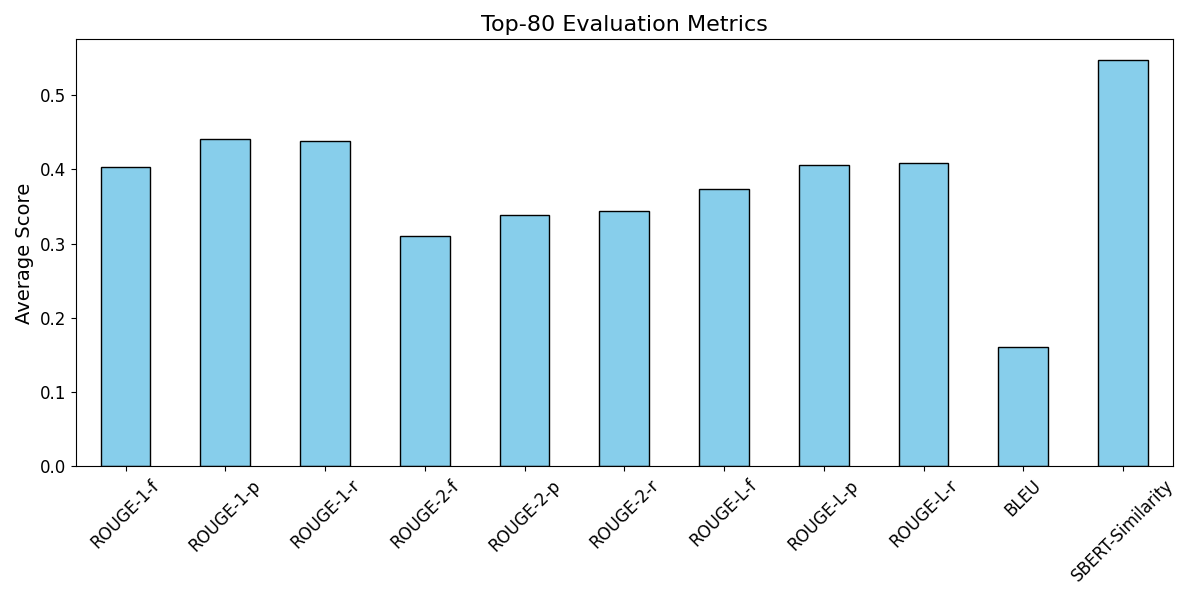 Top-80 Evaluation Metrics
Average Score
0.5
0.4
0.3
0.2
0.1
0.0
ROUGE-1-f
ROUGE-1-p
ROUGE-1-r
ROUGE-2-f
ROUGE-2-p
ROUGE-2-r
ROUGE-L-f
ROUGE-L-p
ROUGE-L-r
BLEU
SBERT-Similarity